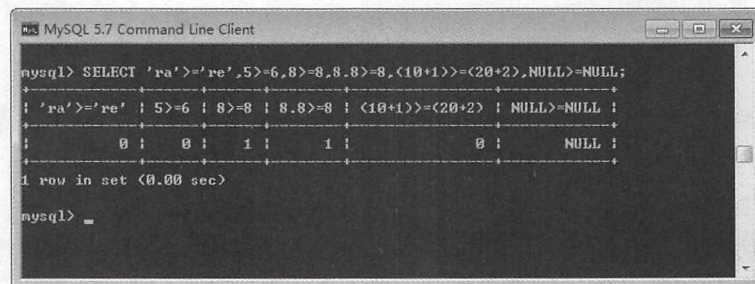 MySQL 5.7 Command Line Client
mysql> SELECT 'ra'>='re',5>=6,8>=8,8.8>=8,(10+1)>=(20+2),NULL>=NULL;
+------------+------+------+--------+----------------+------------+
| 'ra'>='re' | 5>=6 | 8>=8 | 8.8>=8 | (10+1)>=(20+2) | NULL>=NULL |
+------------+------+------+--------+----------------+------------+
| 0 | 0 | 1 | 1 | 0 | NULL |
+------------+------+------+--------+----------------+------------+
1 row in set (0.00 sec)
mysql> _